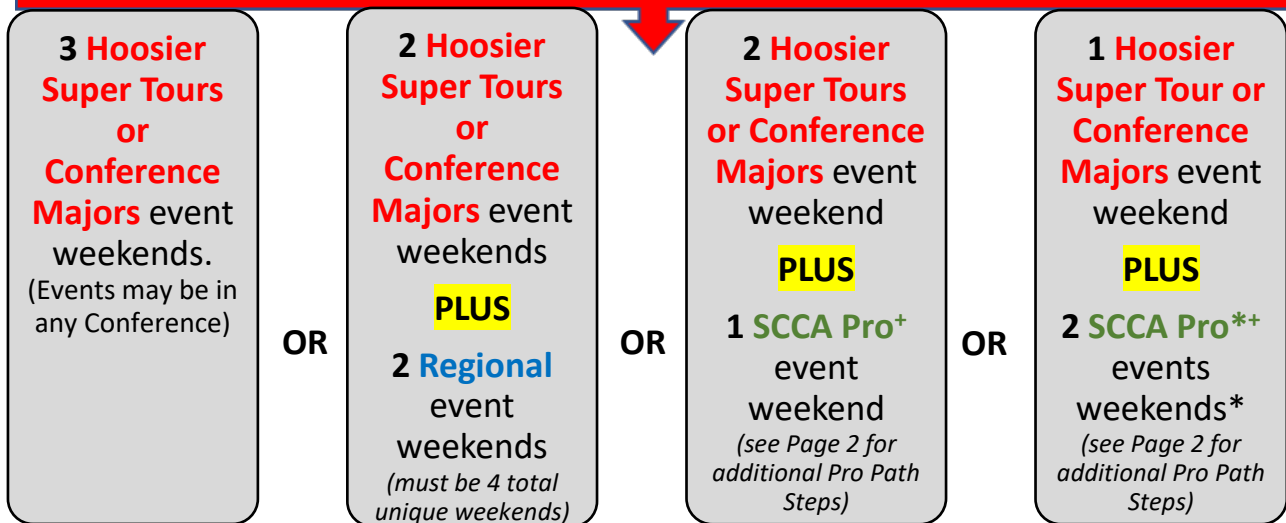 3 Hoosier
Super Tours
or
Conference
Majors event
weekends.
(Events may be in
any Conference)
OR
2 Hoosier
Super Tours
or
Conference
Majors event
weekends
PLUS
2 Regional
event
weekends
(must be 4 total
unique weekends)
OR
2 Hoosier
Super Tours
or Conference
Majors event
weekend
PLUS
1 SCCA Pro+
event
weekend
(see Page 2 for
additional Pro Path
Steps)
OR
1 Hoosier
Super Tour or
Conference
Majors event
weekend
PLUS
2 SCCA Pro*+
events
weekends*
(see Page 2 for
additional Pro Path
Steps)